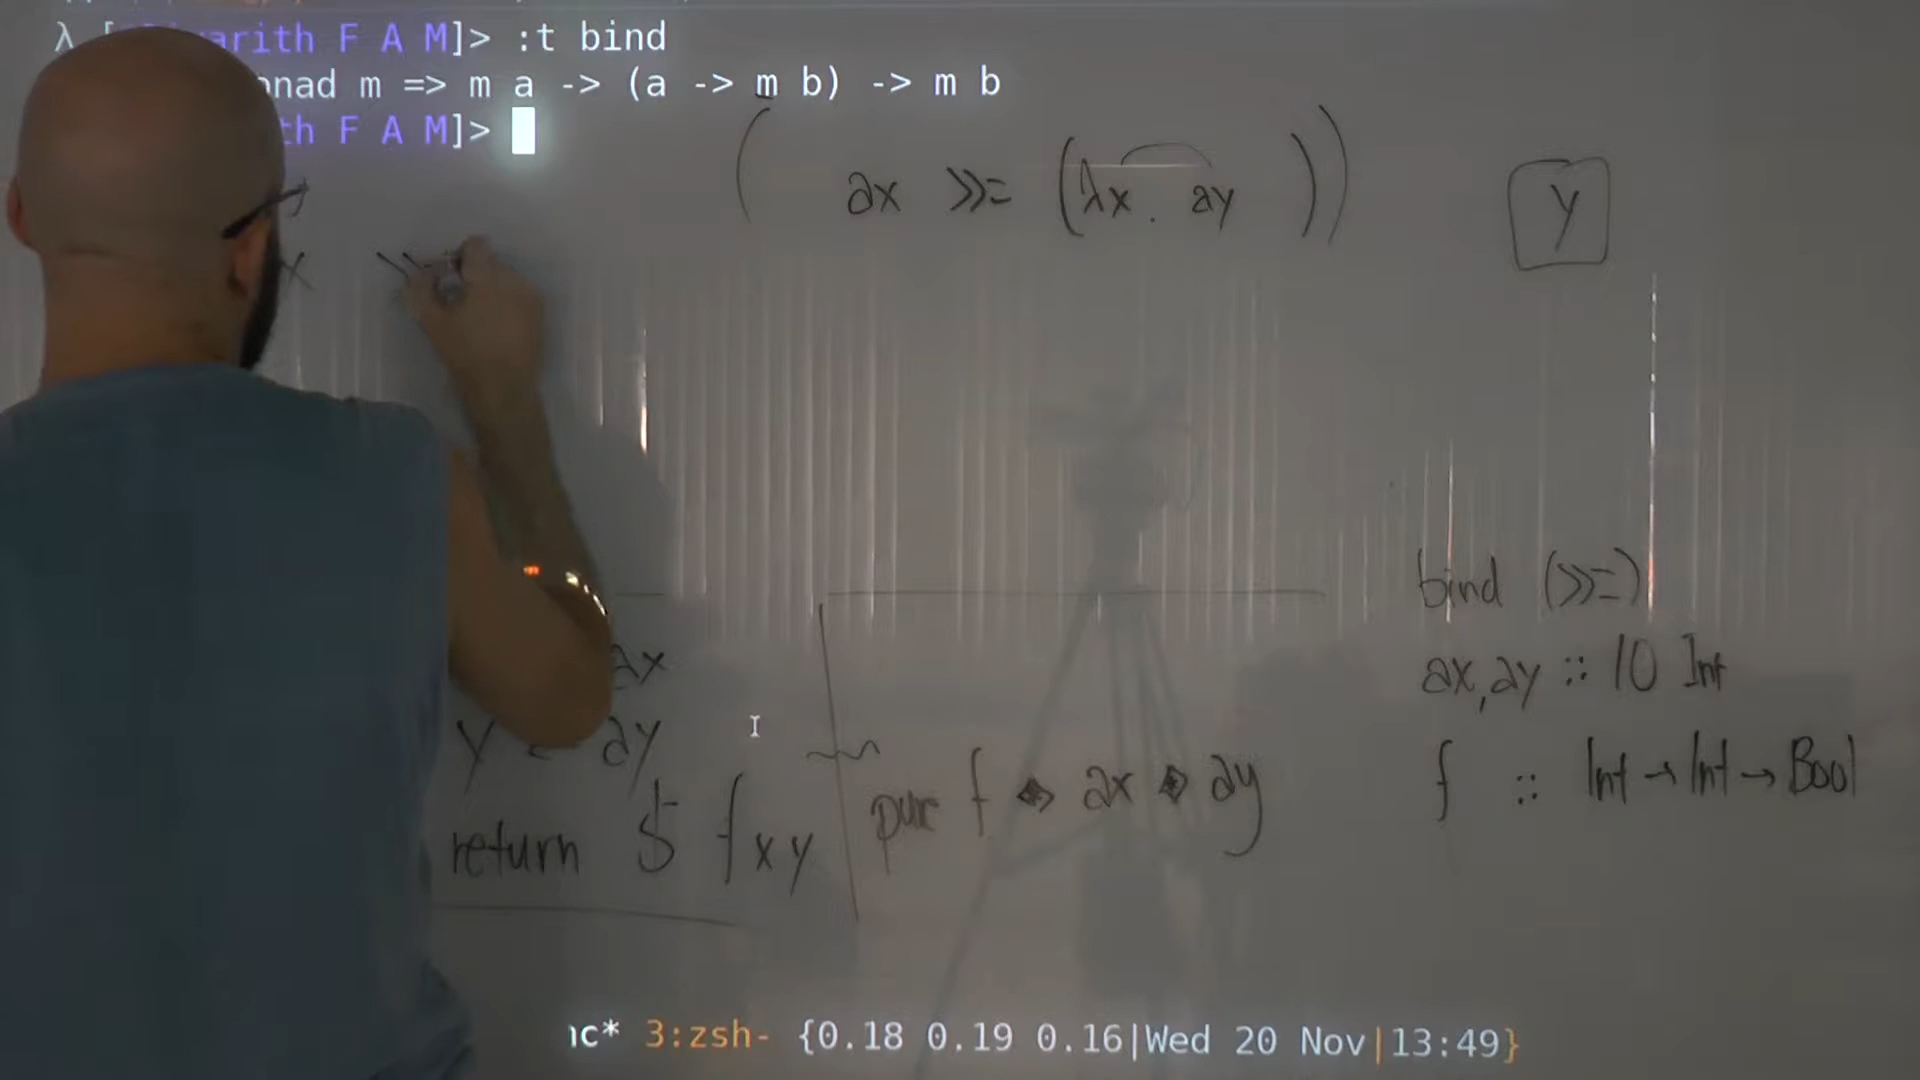 λ [ arith F A M]> :t bind
onad m => m a -> (a -> m b) -> m b
th F A M]>
( ax >>= (λx . ay ))
y
x
bind (>>=)
ax
ax, ay :: IO Int
y ← ay
pure f <*> ax <*> ay
f :: Int → Int → Bool
return $ f x y
nc* 3:zsh- {0.18 0.19 0.16|Wed 20 Nov|13:49}